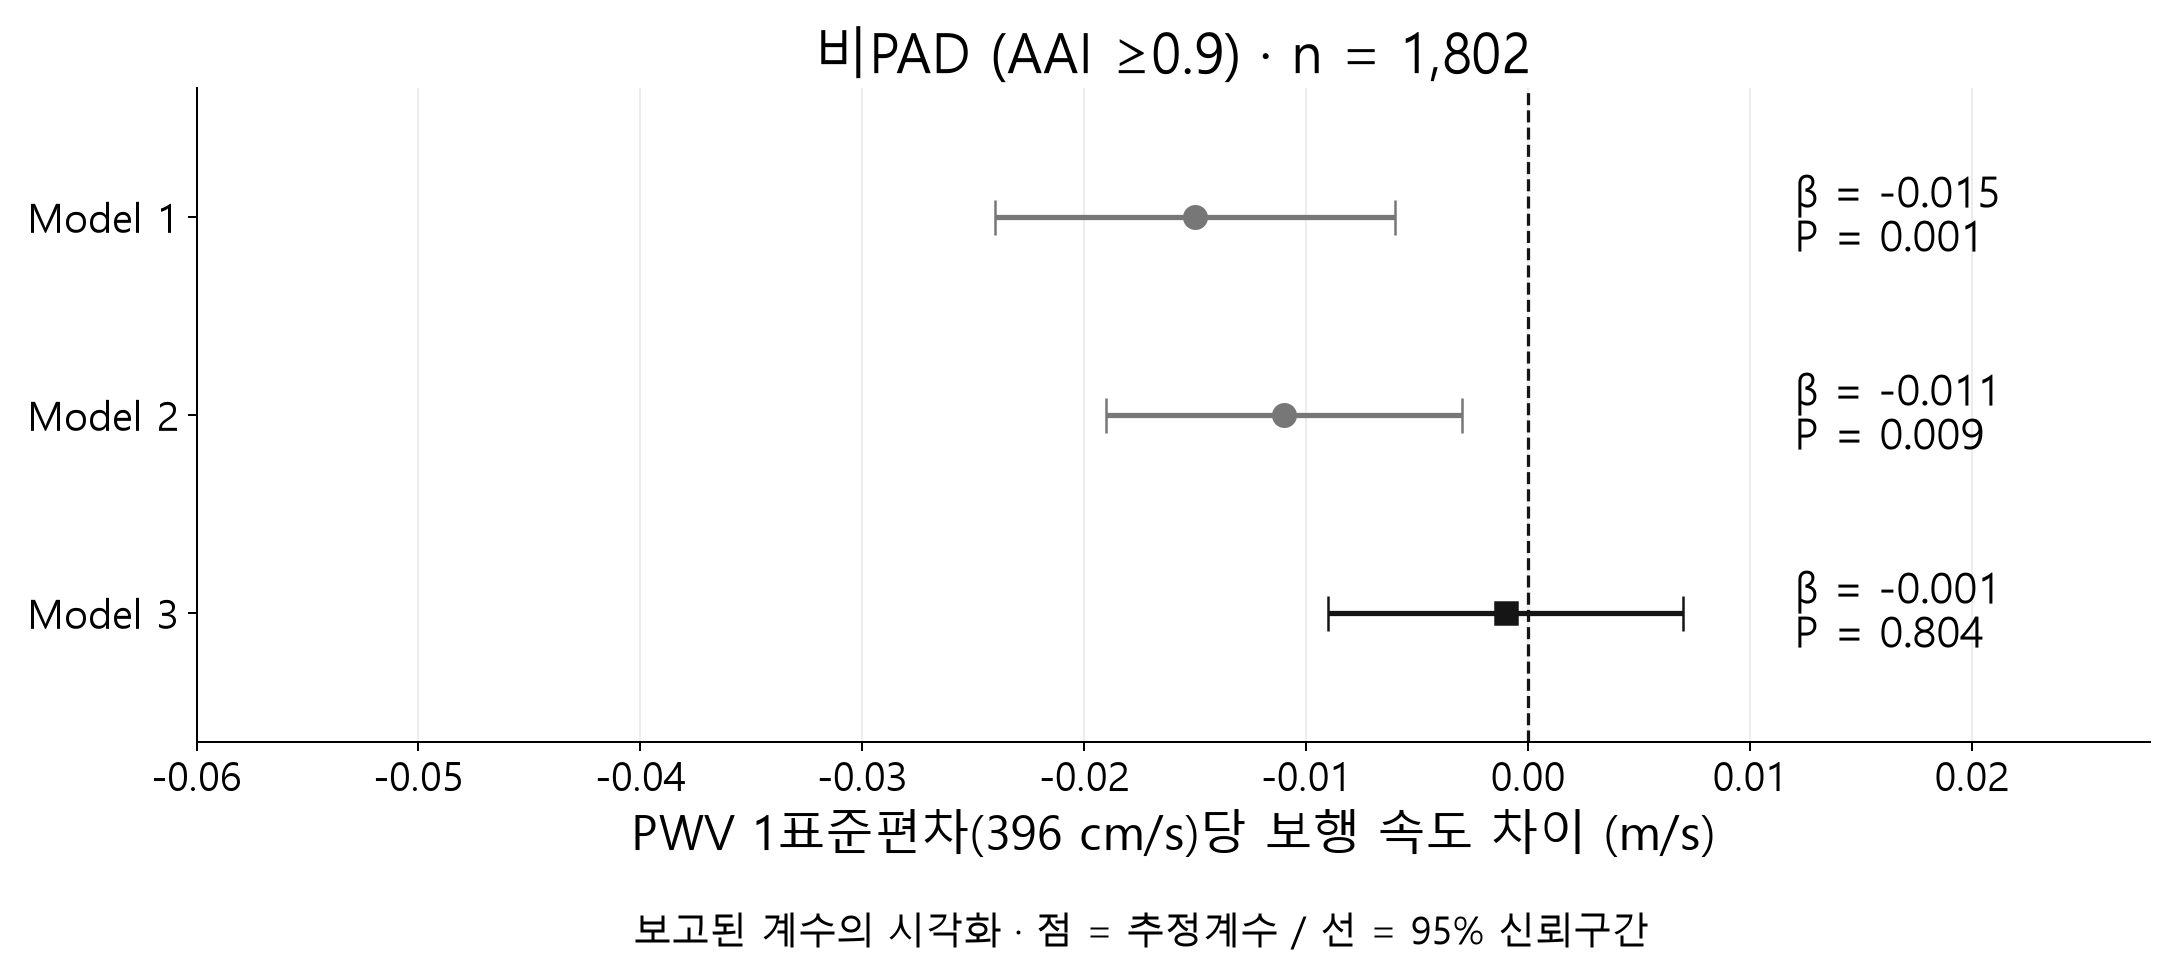 비PAD (AAI ≥0.9) · n = 1,802
Model 1
β = -0.015
P = 0.001
Model 2
β = -0.011
P = 0.009
Model 3
β = -0.001
P = 0.804
-0.06 -0.05 -0.04 -0.03 -0.02 -0.01 0.00 0.01 0.02
PWV 1표준편차(396 cm/s)당 보행 속도 차이 (m/s)
보고된 계수의 시각화 · 점 = 추정계수 / 선 = 95% 신뢰구간